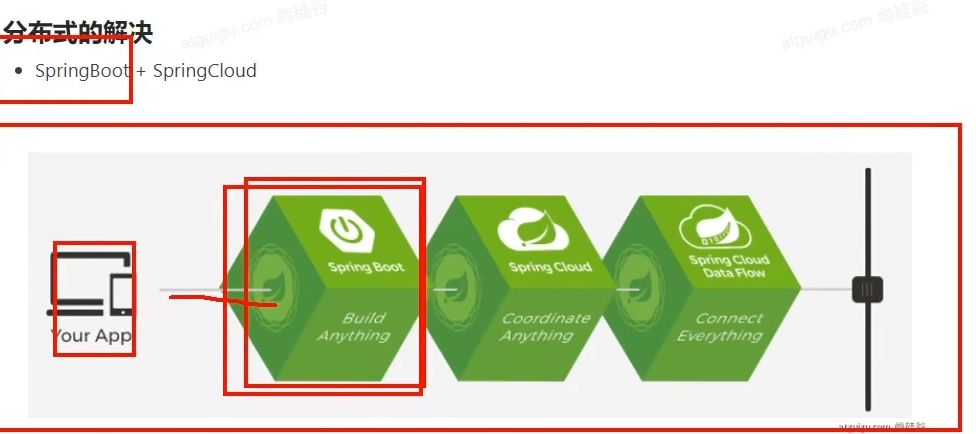 atguigu.com 尚硅谷
atguigu.com 尚硅谷
分布式的解决
SpringBoot + SpringCloud
Spring Boot
Build
Anything
Spring Cloud
Coordinate
Anything
Spring Cloud
Data Flow
Connect
Everything
Your App
atguigu.com 尚硅谷